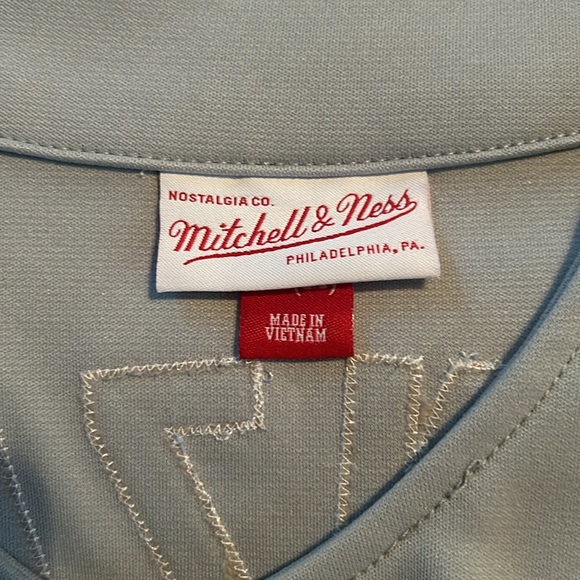 NOSTALGIA CO.
Mitchell & Ness
PHILADELPHIA, PA.
MADE IN
VIETNAM